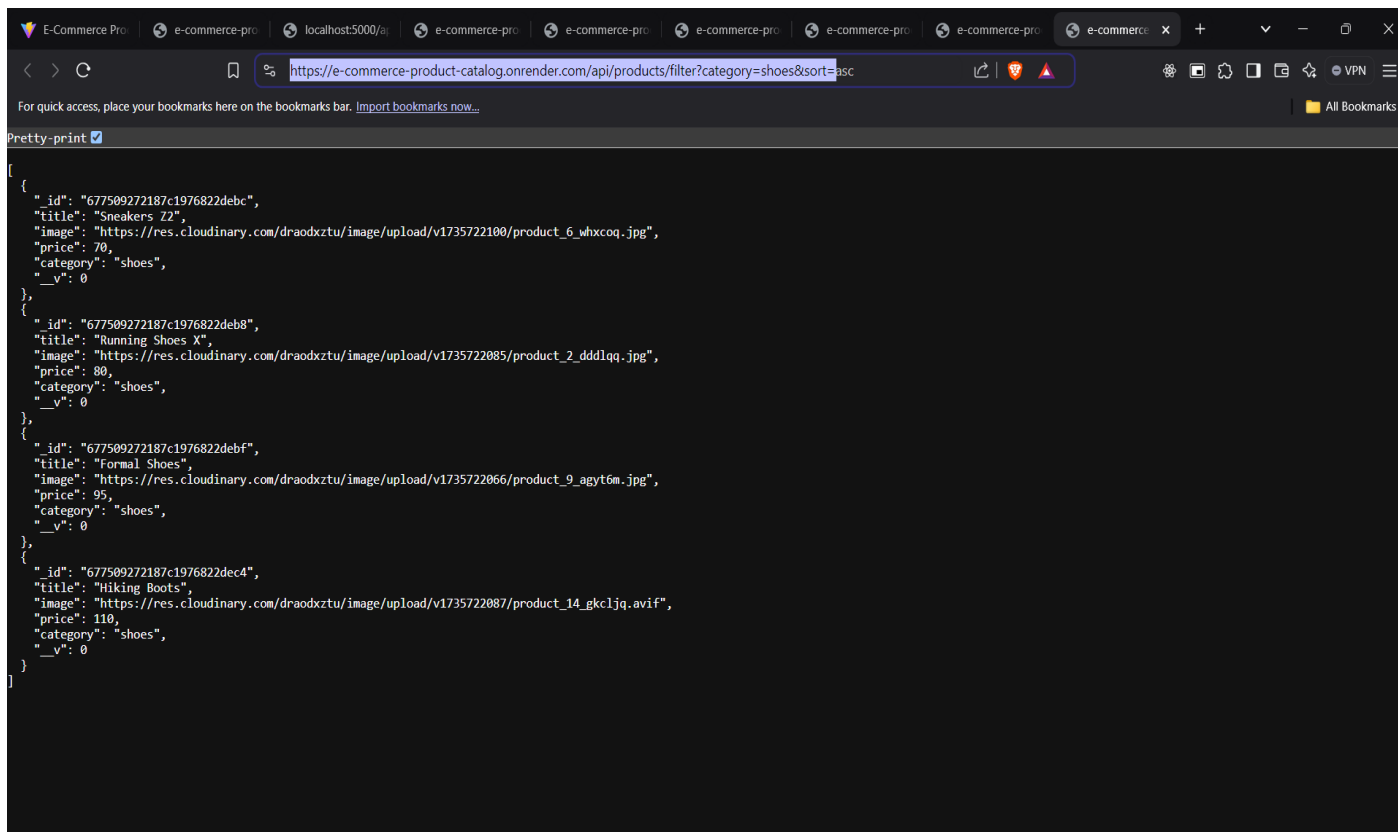 E-Commerce Pro
e-commerce-pro
localhost:5000/a
e-commerce-pro
e-commerce-pro
e-commerce-pro
e-commerce-pro
e-commerce-pro
e-commerce
https://e-commerce-product-catalog.onrender.com/api/products/filter?category=shoes&sort=asc
VPN
For quick access, place your bookmarks here on the bookmarks bar. Import bookmarks now...
All Bookmarks
Pretty-print
[
{
"_id": "677509272187c1976822debc",
"title": "Sneakers Z2",
"image": "https://res.cloudinary.com/draodxztu/image/upload/v1735722100/product_6_whxcoq.jpg",
"price": 70,
"category": "shoes",
"__v": 0
},
{
"_id": "677509272187c1976822deb8",
"title": "Running Shoes X",
"image": "https://res.cloudinary.com/draodxztu/image/upload/v1735722085/product_2_dddlqq.jpg",
"price": 80,
"category": "shoes",
"__v": 0
},
{
"_id": "677509272187c1976822debf",
"title": "Formal Shoes",
"image": "https://res.cloudinary.com/draodxztu/image/upload/v1735722066/product_9_agyt6m.jpg",
"price": 95,
"category": "shoes",
"__v": 0
},
{
"_id": "677509272187c1976822dec4",
"title": "Hiking Boots",
"image": "https://res.cloudinary.com/draodxztu/image/upload/v1735722087/product_14_gkcljq.avif",
"price": 110,
"category": "shoes",
"__v": 0
}
]